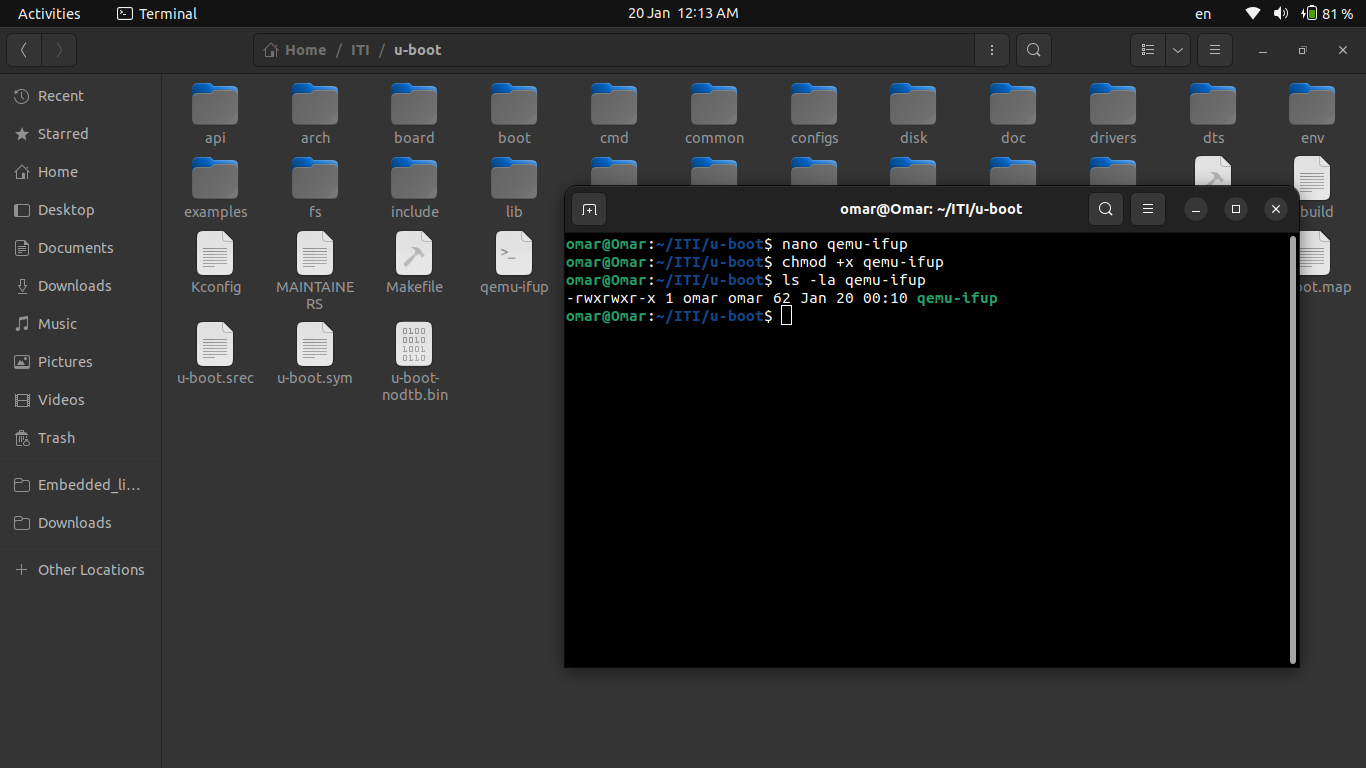 Activities Terminal 20 Jan 12:13 AM en 81 %
Home / ITI / u-boot
Recent
Starred
Home
Desktop
Documents
Downloads
Music
Pictures
Videos
Trash
Embedded_li...
Downloads
+ Other Locations
api arch board boot cmd common configs disk doc drivers dts env
examples fs include lib build
Kconfig MAINTAINE Makefile qemu-ifup oot.map
RS
u-boot.srec u-boot.sym u-boot-
nodtb.bin
omar@Omar: ~/ITI/u-boot
omar@Omar:~/ITI/u-boot$ nano qemu-ifup
omar@Omar:~/ITI/u-boot$ chmod +x qemu-ifup
omar@Omar:~/ITI/u-boot$ ls -la qemu-ifup
-rwxrwxr-x 1 omar omar 62 Jan 20 00:10 qemu-ifup
omar@Omar:~/ITI/u-boot$